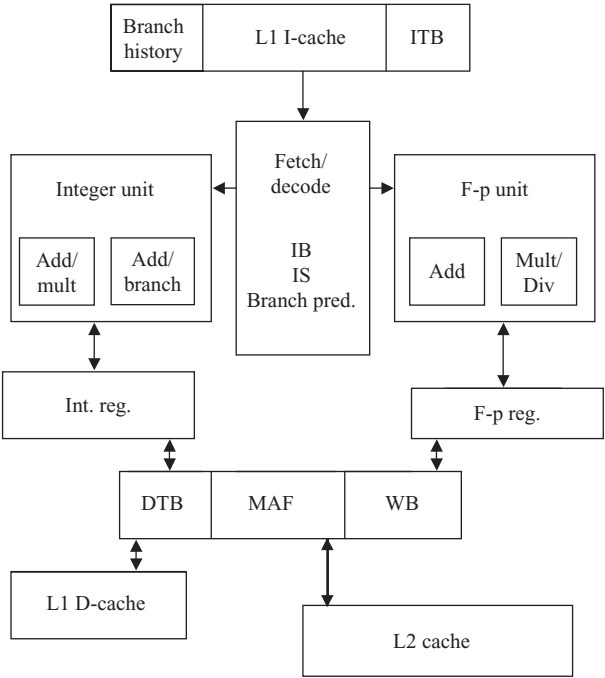 Branch
history
L1 I-cache
ITB
Fetch/
decode
IB
IS
Branch pred.
Integer unit
Add/
mult
Add/
branch
F-p unit
Add
Mult/
Div
Int. reg.
F-p reg.
DTB
MAF
WB
L1 D-cache
L2 cache